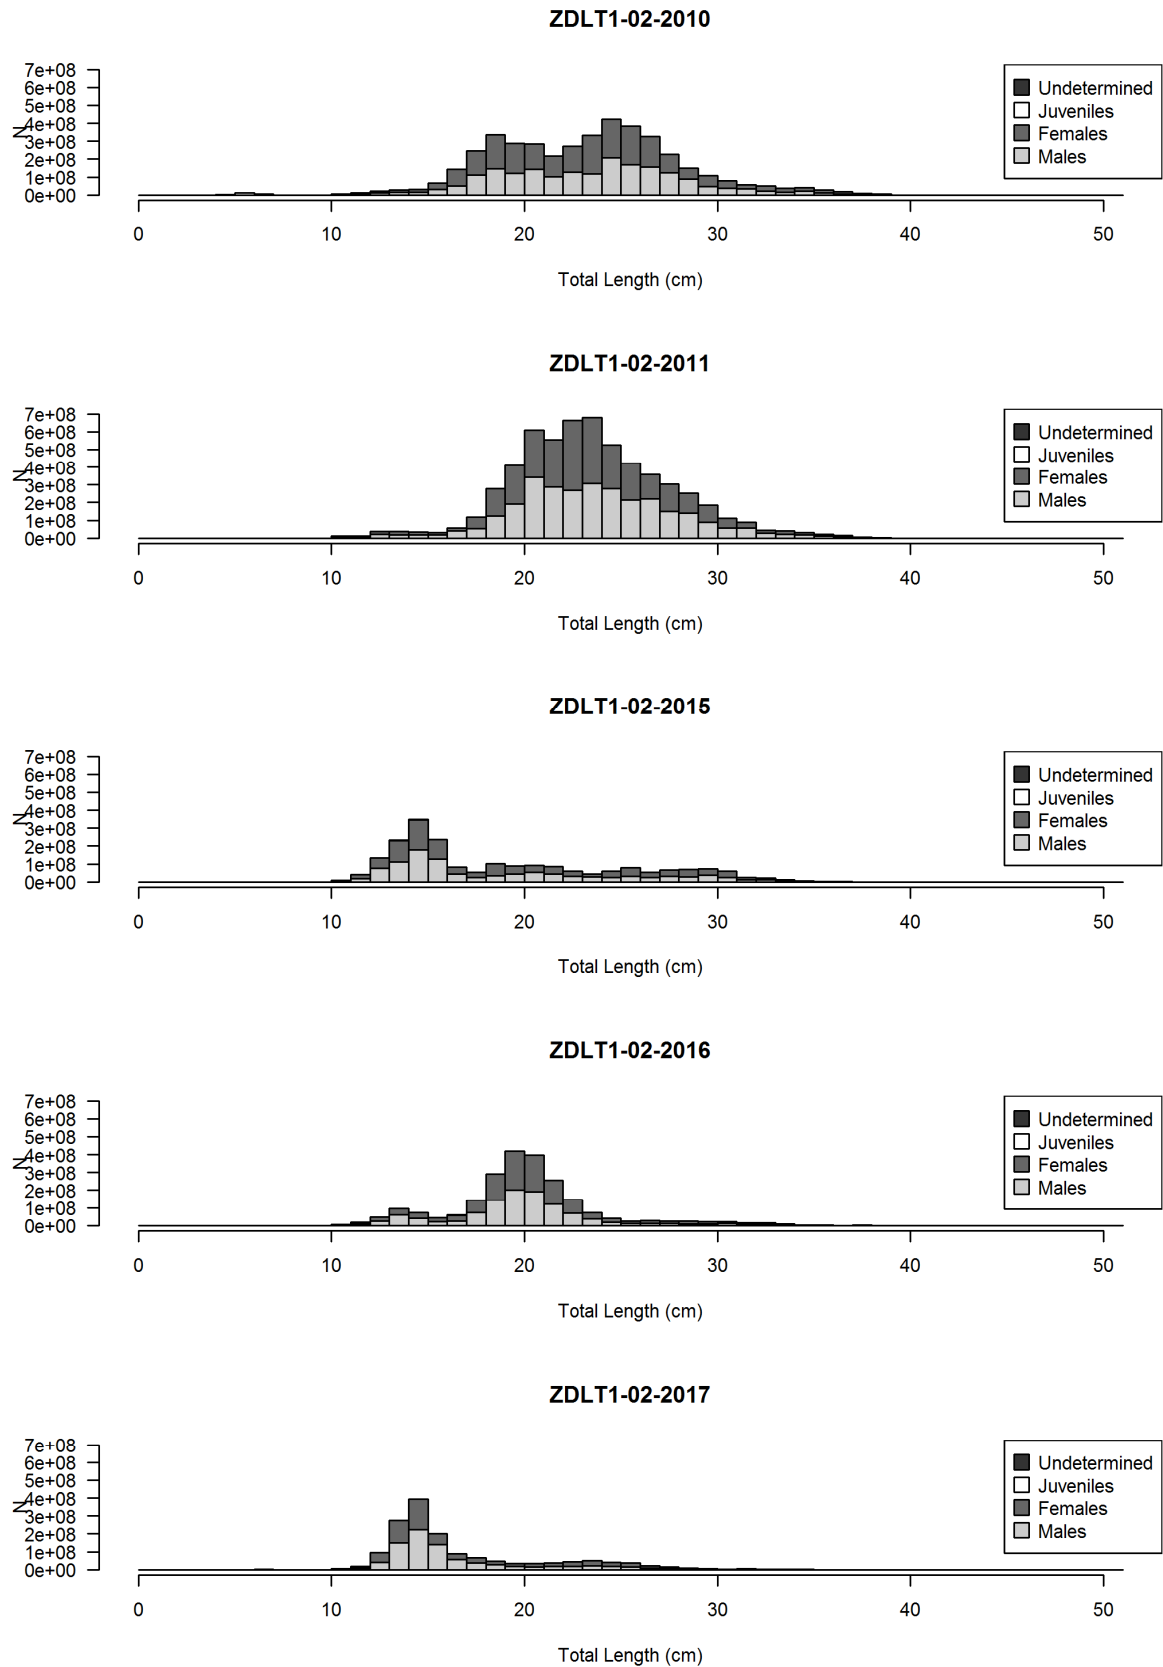 ZDLT1-02-2010
7e+08
6e+08
5e+08
4e+08
3e+08
2e+08
1e+08
0e+00
N
Undetermined
Juveniles
Females
Males
0 10 20 30 40 50
Total Length (cm)
ZDLT1-02-2011
7e+08
6e+08
5e+08
4e+08
3e+08
2e+08
1e+08
0e+00
N
Undetermined
Juveniles
Females
Males
0 10 20 30 40 50
Total Length (cm)
ZDLT1-02-2015
7e+08
6e+08
5e+08
4e+08
3e+08
2e+08
1e+08
0e+00
N
Undetermined
Juveniles
Females
Males
0 10 20 30 40 50
Total Length (cm)
ZDLT1-02-2016
7e+08
6e+08
5e+08
4e+08
3e+08
2e+08
1e+08
0e+00
N
Undetermined
Juveniles
Females
Males
0 10 20 30 40 50
Total Length (cm)
ZDLT1-02-2017
7e+08
6e+08
5e+08
4e+08
3e+08
2e+08
1e+08
0e+00
N
Undetermined
Juveniles
Females
Males
0 10 20 30 40 50
Total Length (cm)